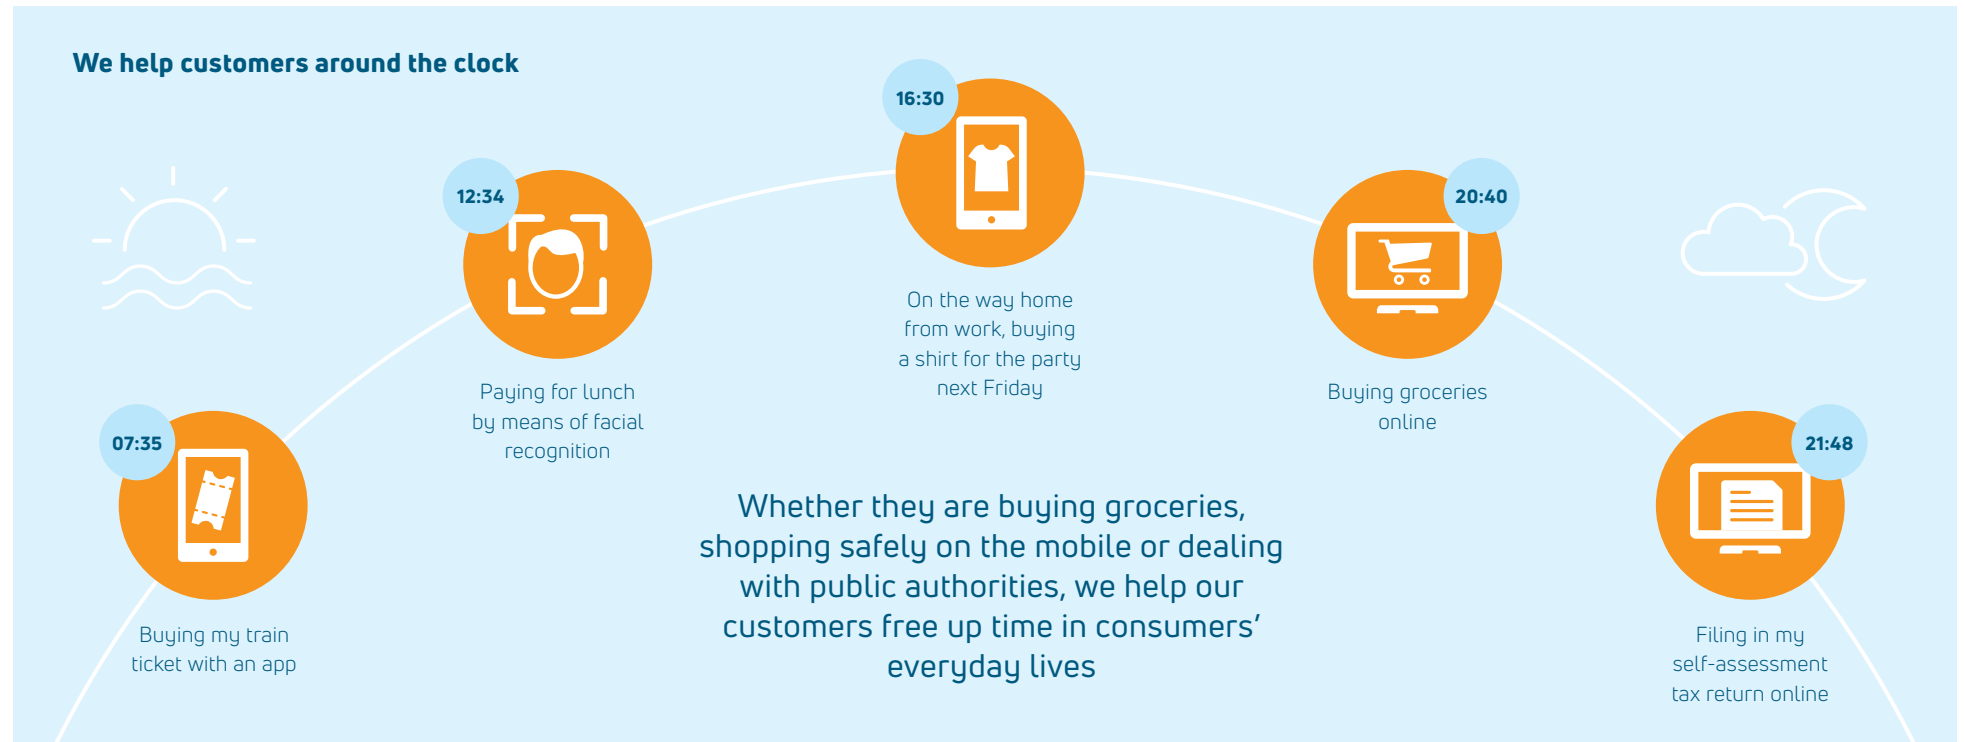 We help customers around the clock
07:35
Buying my train
ticket with an app
12:34
Paying for lunch
by means of facial
recognition
16:30
On the way home
from work, buying
a shirt for the party
next Friday
20:40
Buying groceries
online
21:48
Filing in my
self-assessment
tax return online
Whether they are buying groceries,
shopping safely on the mobile or dealing
with public authorities, we help our
customers free up time in consumers’
everyday lives